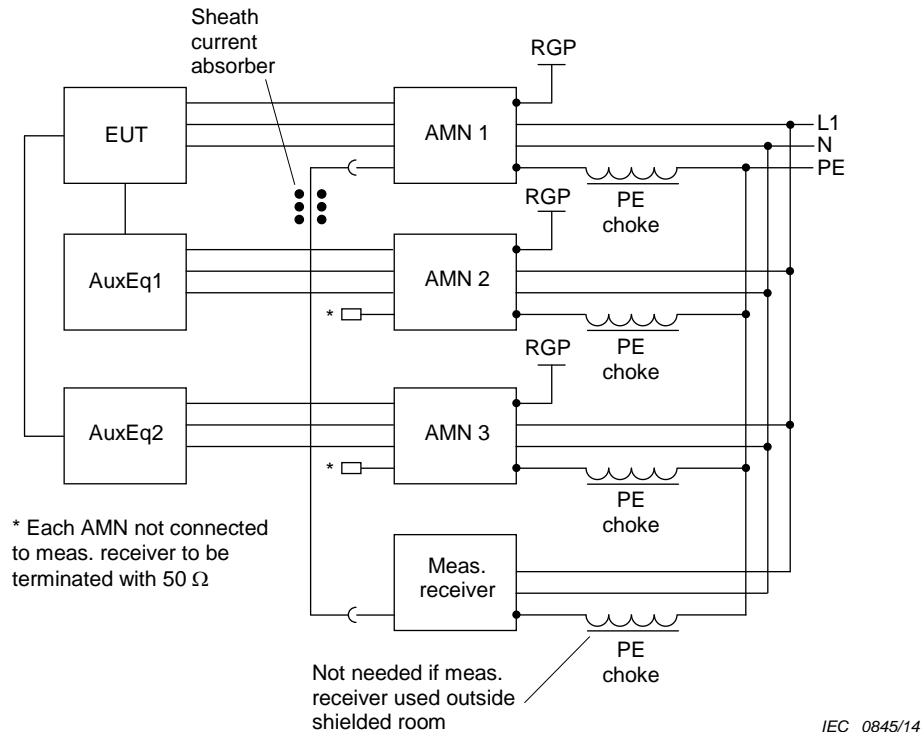 Sheath
current
absorber
RGP
EUT
AMN 1
L1
N
PE
PE
choke
RGP
AuxEq1
AMN 2
*
PE
choke
RGP
AuxEq2
AMN 3
*
PE
choke
* Each AMN not connected
to meas. receiver to be
terminated with 50 Ω
Meas.
receiver
PE
choke
Not needed if meas.
receiver used outside
shielded room
IEC 0845/14